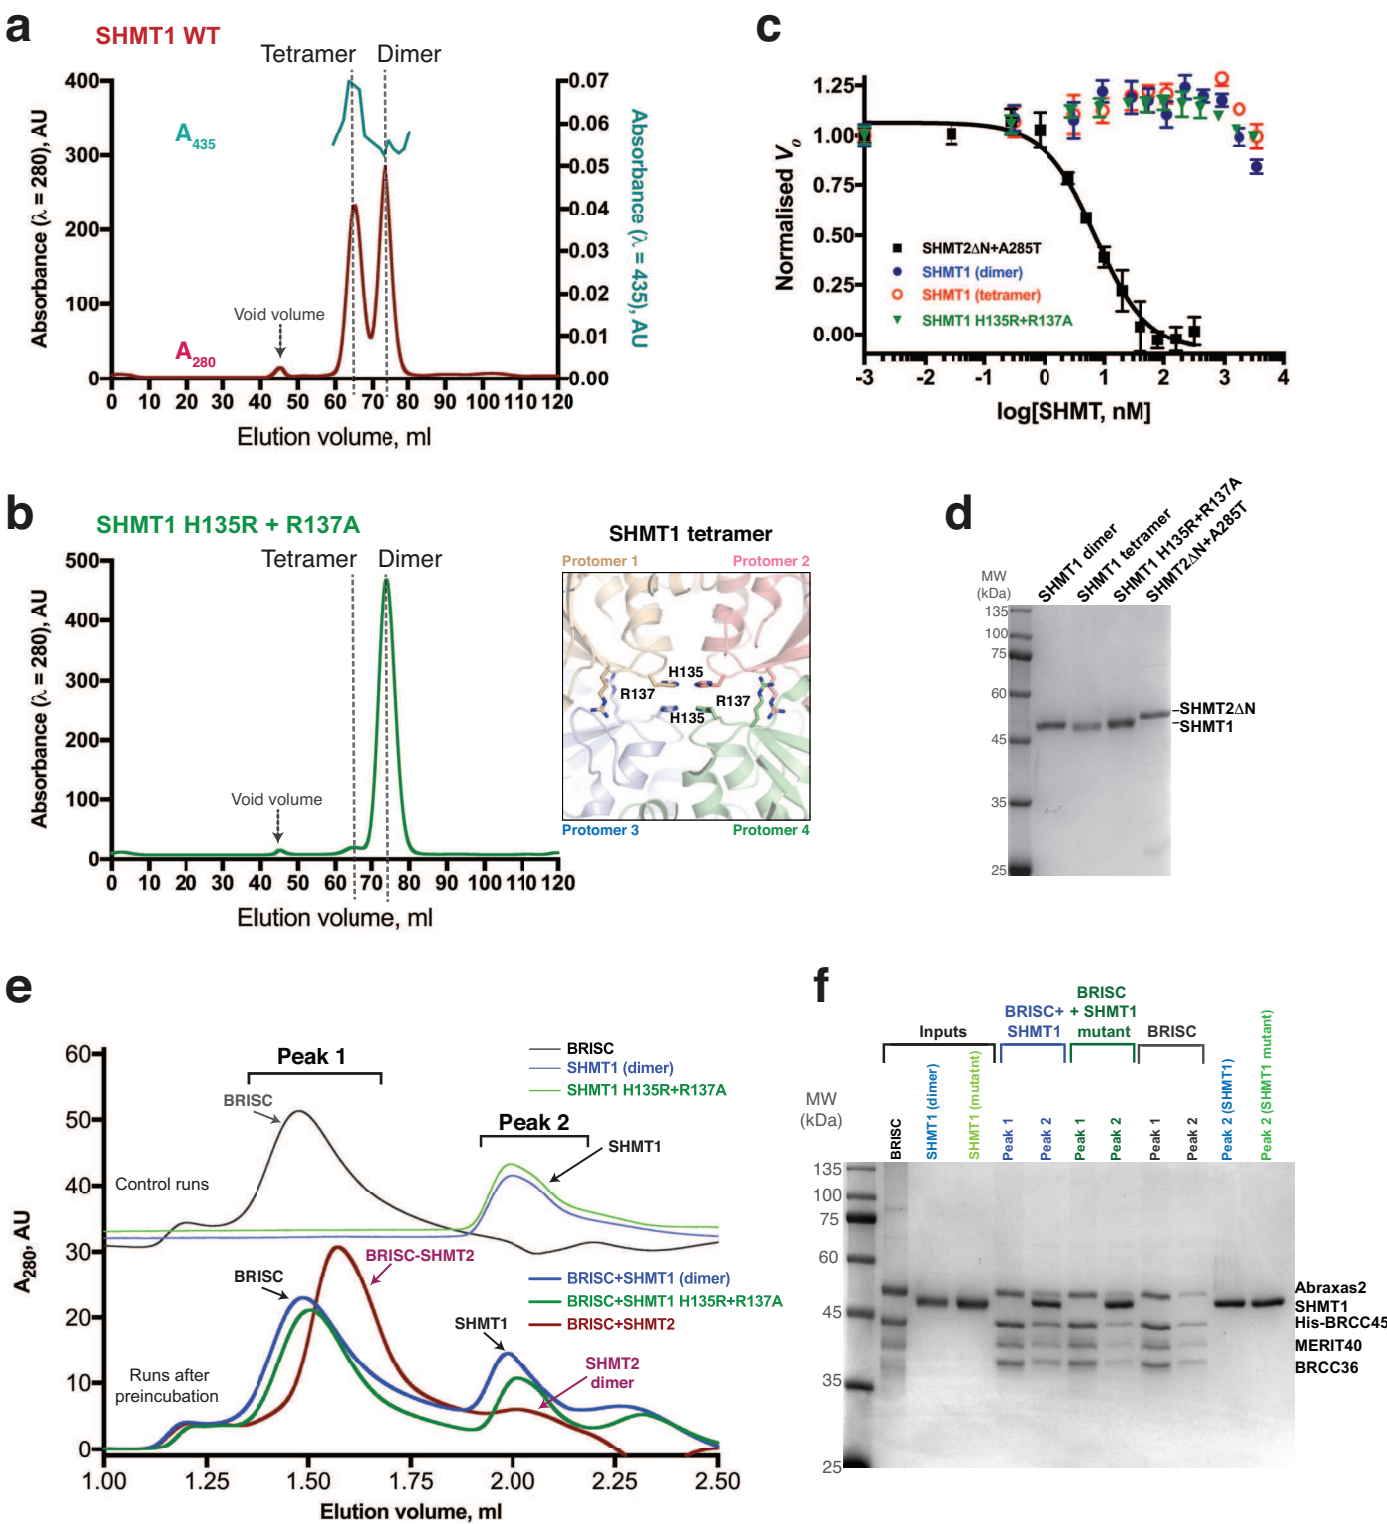 a
SHMT1 WT
Tetramer Dimer
400
300
200
100
0
Absorbance (λ = 280), AU
A435
A280
Void volume
0.07
0.06
0.05
0.04
0.03
0.02
0.01
0.00
Absorbance (λ = 435), AU
0 10 20 30 40 50 60 70 80 90 100 110 120
Elution volume, ml
c
1.25
1.00
0.75
0.50
0.25
0.00
Normalised Vo
SHMT2ΔN+A285T
SHMT1 (dimer)
SHMT1 (tetramer)
SHMT1 H135R+R137A
-3 -2 -1 0 1 2 3 4
log[SHMT, nM]
b
SHMT1 H135R + R137A
Tetramer Dimer
500
400
300
200
100
0
Absorbance (λ = 280), AU
Void volume
0 10 20 30 40 50 60 70 80 90 100 110 120
Elution volume, ml
SHMT1 tetramer
Protomer 1 Protomer 2
H135
R137 R137
H135
Protomer 3 Protomer 4
d
MW
(kDa)
SHMT1 dimer
SHMT1 tetramer
SHMT1 H135R+R137A
SHMT2ΔN+A285T
135
100
75
60
45
35
25
SHMT2ΔN
SHMT1
e
60
50
40
30
20
10
0
A280, AU
Peak 1
BRISC
Peak 2
SHMT1
BRISC
SHMT1 (dimer)
SHMT1 H135R+R137A
Control runs
BRISC-SHMT2
BRISC
BRISC+SHMT1 (dimer)
BRISC+SHMT1 H135R+R137A
BRISC+SHMT2
SHMT1
SHMT2
dimer
Runs after
preincubation
1.00 1.25 1.50 1.75 2.00 2.25 2.50
Elution volume, ml
f
Inputs
BRISC+
SHMT1
BRISC
+ SHMT1
mutant
BRISC
MW
(kDa)
BRISC
SHMT1 (dimer)
SHMT1 (mutatnt)
Peak 1
Peak 2
Peak 1
Peak 2
Peak 1
Peak 2
Peak 2 (SHMT1)
Peak 2 (SHMT1 mutant)
135
100
75
60
45
35
25
Abraxas2
SHMT1
His-BRCC45
MERIT40
BRCC36